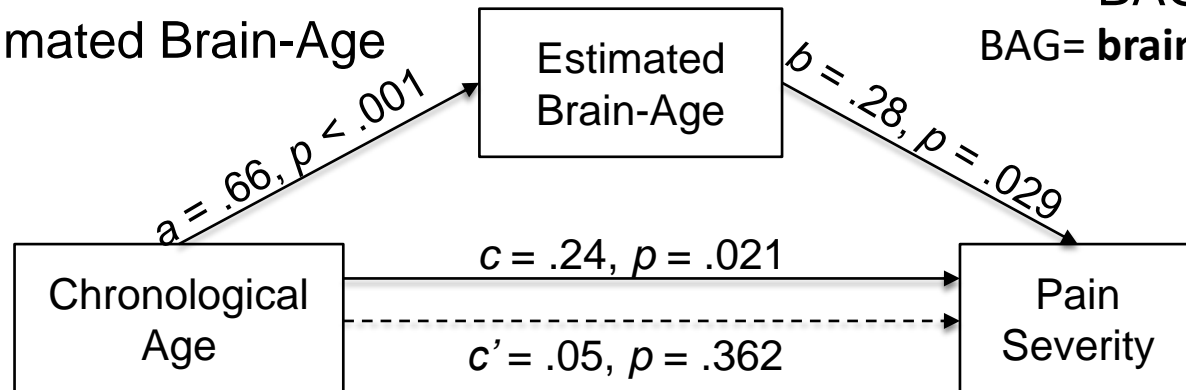 mated Brain-Age
BAG= brain
Estimated
Brain-Age
a = .66, p < .001
b = .28, p = .029
c = .24, p = .021
c’ = .05, p = .362
Chronological
Age
Pain
Severity